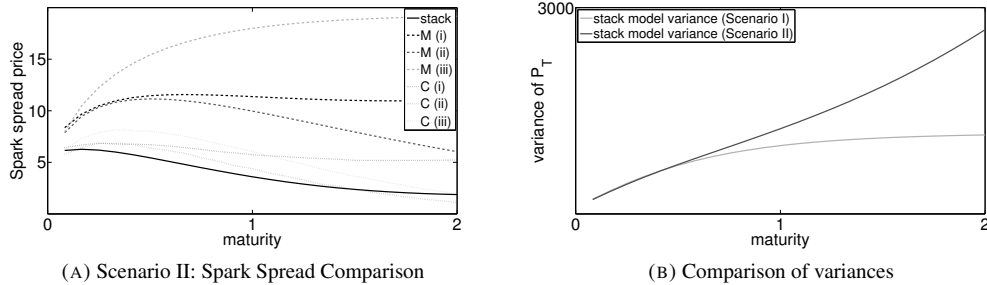 Spark spread price
15
10
5
0
1
2
maturity
stack
M (i)
M (ii)
M (iii)
C (i)
C (ii)
C (iii)
(A) Scenario II: Spark Spread Comparison
variance of P_T
3000
0
1
2
maturity
stack model variance (Scenario I)
stack model variance (Scenario II)
(B) Comparison of variances